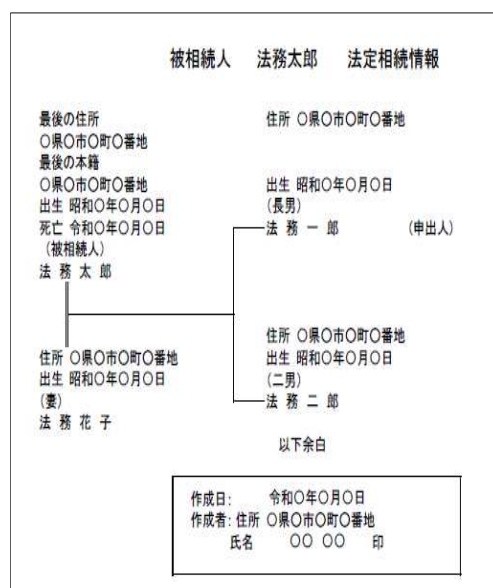 被相続人 法務太郎 法定相続情報
最後の住所
○県○市○町○番地
最後の本籍
○県○市○町○番地
出生 昭和○年○月○日
死亡 令和○年○月○日
(被相続人)
法 務 太 郎
住所 ○県○市○町○番地
出生 昭和○年○月○日
(妻)
法 務 花 子
住所 ○県○市○町○番地
出生 昭和○年○月○日
(長男)
法 務 一 郎 (申出人)
住所 ○県○市○町○番地
出生 昭和○年○月○日
(二男)
法 務 二 郎
以下余白
作成日: 令和○年○月○日
作成者: 住所 ○県○市○町○番地
氏名 ○○ ○○ 印